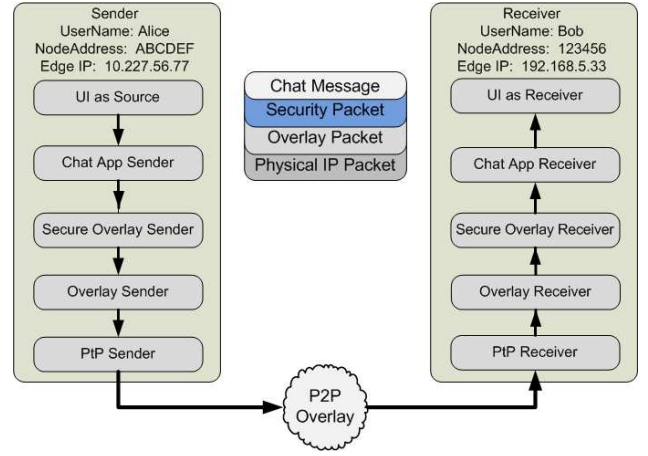 Sender
UserName: Alice
NodeAddress: ABCDEF
Edge IP: 10.227.56.77
UI as Source
Chat App Sender
Secure Overlay Sender
Overlay Sender
PtP Sender
Chat Message
Security Packet
Overlay Packet
Physical IP Packet
P2P
Overlay
Receiver
UserName: Bob
NodeAddress: 123456
Edge IP: 192.168.5.33
UI as Receiver
Chat App Receiver
Secure Overlay Receiver
Overlay Receiver
PtP Receiver